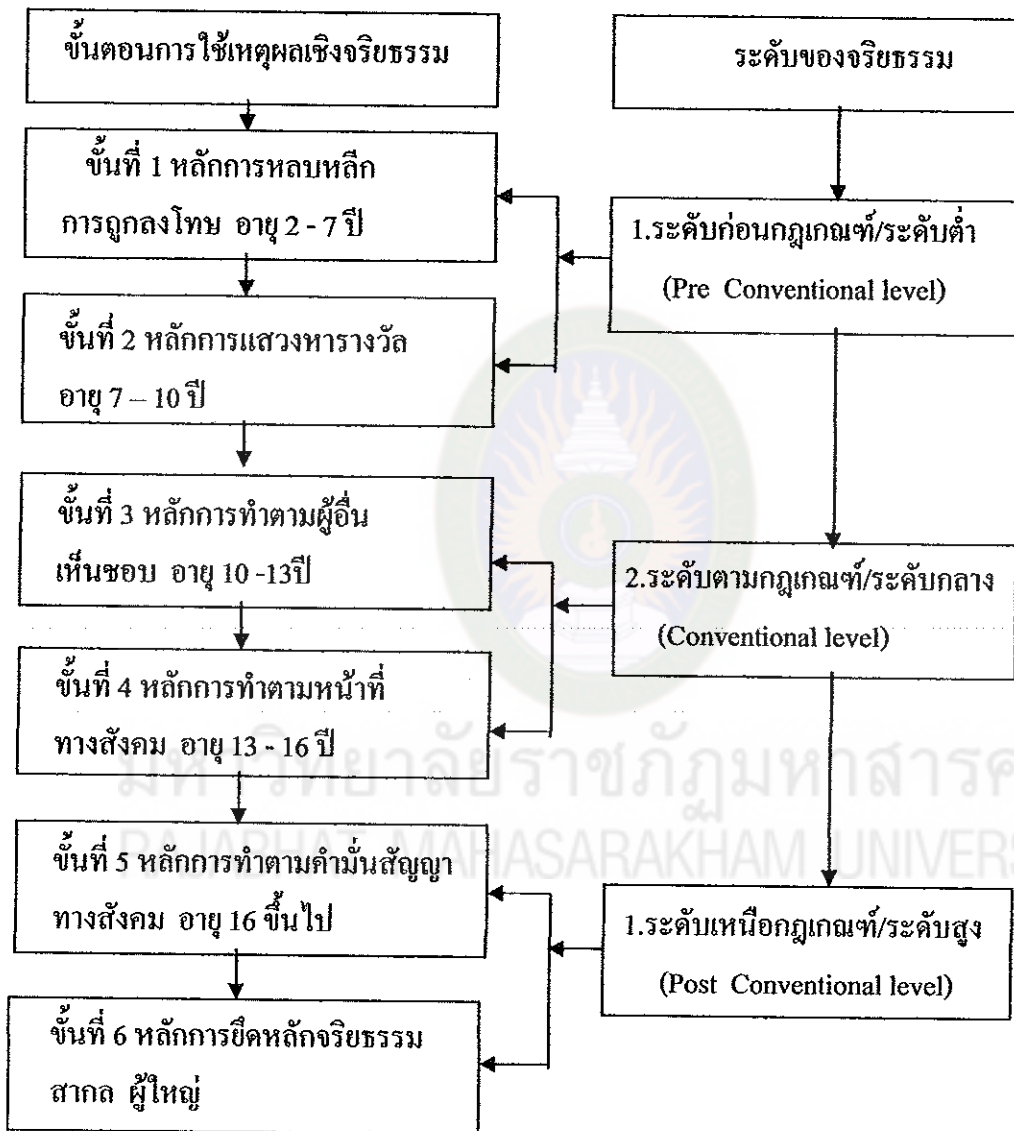 ขั้นตอนการใช้เหตุผลเชิงจริยธรรม
ระดับของจริยธรรม
ขั้นที่ 1 หลักการหลบหลีก
การถูกลงโทษ อายุ 2 - 7 ปี
1.ระดับก่อนกฎเกณฑ์/ระดับต่ำ
(Pre Conventional level)
ขั้นที่ 2 หลักการแสวงหารางวัล
อายุ 7 – 10 ปี
ขั้นที่ 3 หลักการทำตามผู้อื่น
เห็นชอบ อายุ 10 -13ปี
2.ระดับตามกฎเกณฑ์/ระดับกลาง
(Conventional level)
ขั้นที่ 4 หลักการทำตามหน้าที่
ทางสังคม อายุ 13 - 16 ปี
มหาวิทยาลัยราชภัฏมหาสารค
RAJABHAT MAHASARAKHAM UNIVERS
ขั้นที่ 5 หลักการทำตามคำมั่นสัญญา
ทางสังคม อายุ 16 ขึ้นไป
1.ระดับเหนือกฎเกณฑ์/ระดับสูง
(Post Conventional level)
ขั้นที่ 6 หลักการยึดหลักจริยธรรม
สากล ผู้ใหญ่